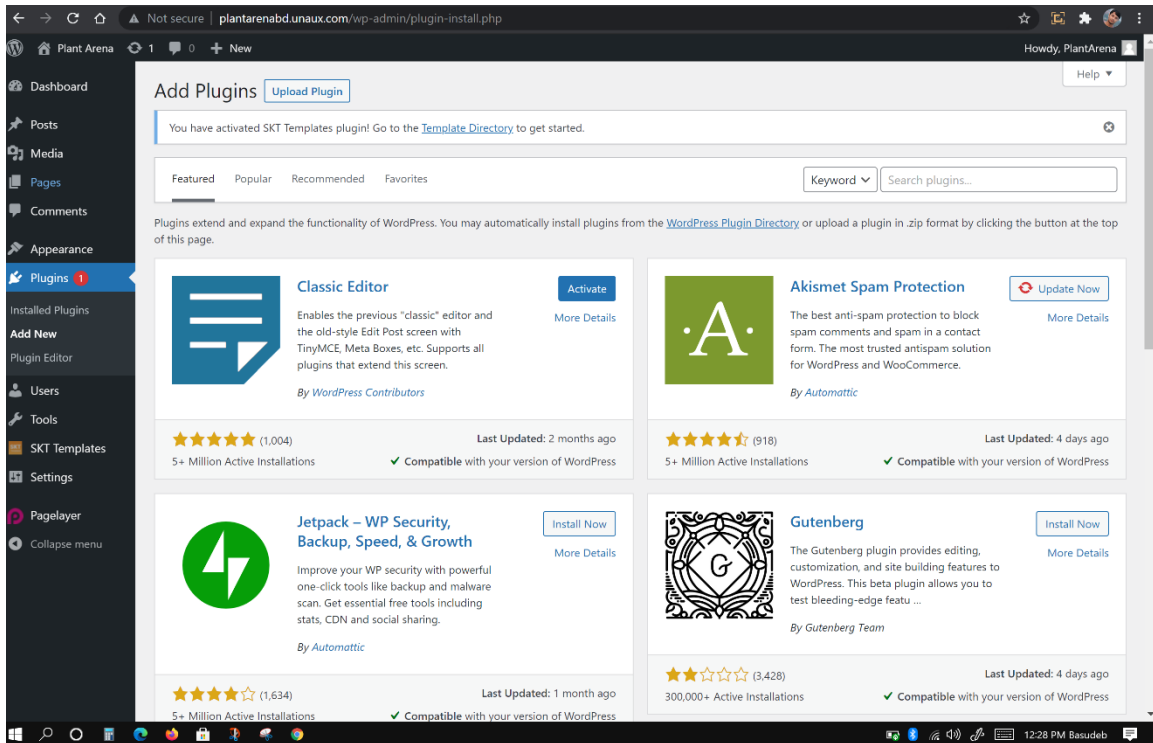 Not secure | plantarenabd.unaux.com/wp-admin/plugin-install.php
Plant Arena 1 0 + New Howdy, PlantArena
Help ▼
Dashboard
Posts
Media
Pages
Comments
Appearance
Plugins 1
Installed Plugins
Add New
Plugin Editor
Users
Tools
SKT Templates
Settings
Pagelayer
Collapse menu
Add Plugins Upload Plugin
You have activated SKT Templates plugin! Go to the Template Directory to get started.
Featured Popular Recommended Favorites Keyword Search plugins...
Plugins extend and expand the functionality of WordPress. You may automatically install plugins from the WordPress Plugin Directory or upload a plugin in .zip format by clicking the button at the top
of this page.
Classic Editor
Activate
More Details
Enables the previous "classic" editor and
the old-style Edit Post screen with
TinyMCE, Meta Boxes, etc. Supports all
plugins that extend this screen.
By WordPress Contributors
(1,004) Last Updated: 2 months ago
5+ Million Active Installations ✔ Compatible with your version of WordPress
·A·
Akismet Spam Protection
Update Now
More Details
The best anti-spam protection to block
spam comments and spam in a contact
form. The most trusted antispam solution
for WordPress and WooCommerce.
By Automattic
(918) Last Updated: 4 days ago
5+ Million Active Installations ✔ Compatible with your version of WordPress
Jetpack – WP Security,
Backup, Speed, & Growth
Install Now
More Details
Improve your WP security with powerful
one-click tools like backup and malware
scan. Get essential free tools including
stats, CDN and social sharing.
By Automattic
(1,634) Last Updated: 1 month ago
5+ Million Active Installations ✔ Compatible with your version of WordPress
G
Gutenberg
Install Now
More Details
The Gutenberg plugin provides editing,
customization, and site building features to
WordPress. This beta plugin allows you to
test bleeding-edge featu ...
By Gutenberg Team
(3,428) Last Updated: 4 days ago
300,000+ Active Installations ✔ Compatible with your version of WordPress
12:28 PM Basudeb